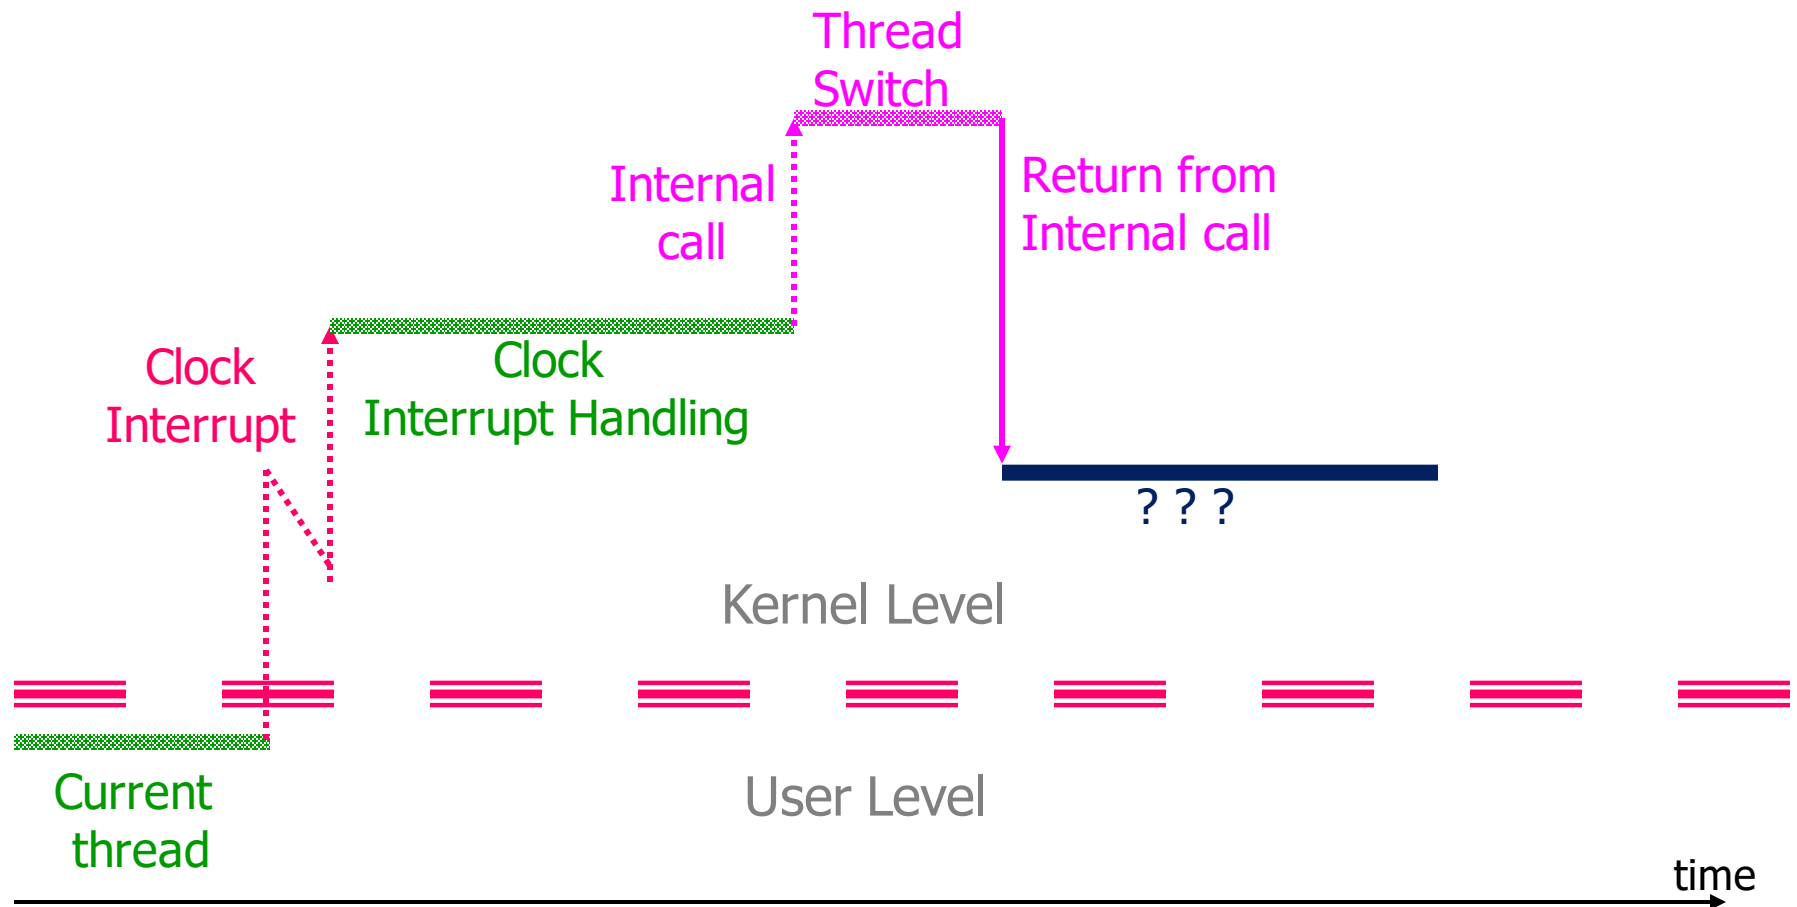 Thread
Switch
Internal
call
Return from
Internal call
Clock
Interrupt
Clock
Interrupt Handling
? ? ?
Kernel Level
Current
thread
User Level
time